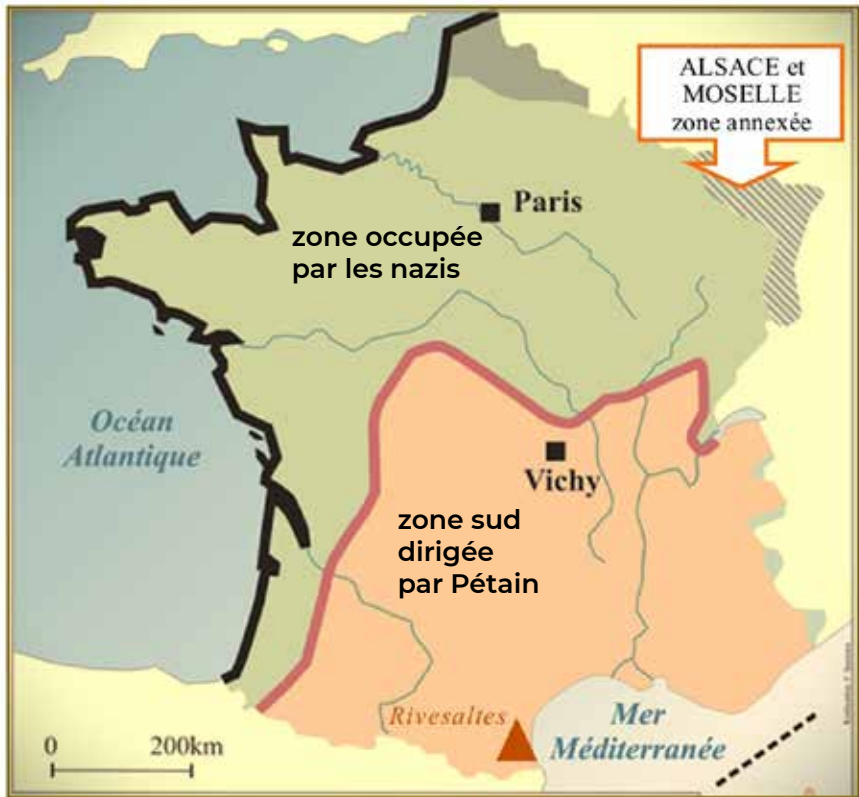 ALSACE et
MOSELLE
zone annexée
Paris
zone occupée
par les nazis
Océan
Atlantique
Vichy
zone sud
dirigée
par Pétain
Rivesaltes
Mer
Méditerranée
0 200km